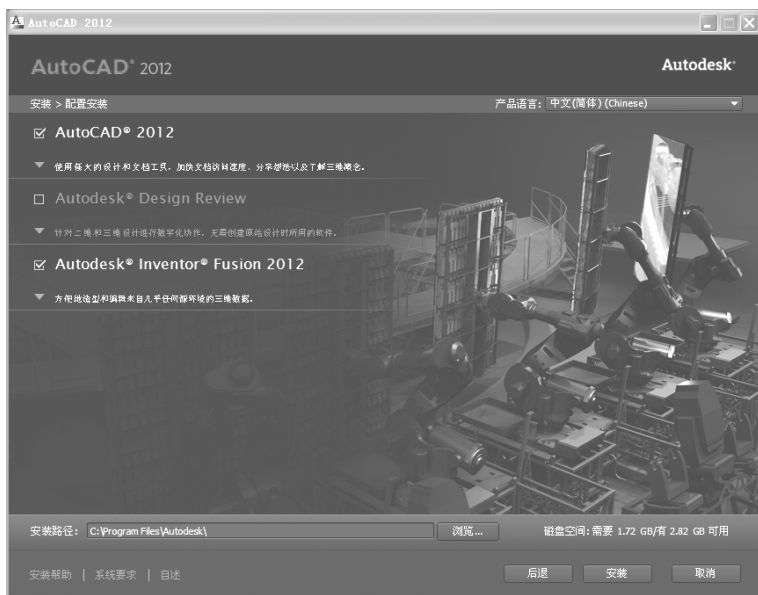 AutoCAD 2012
AutoCAD® 2012
Autodesk®
安装 > 配置安装
产品语言: 中文(简体) (Chinese)
AutoCAD® 2012
使用强大的设计和文档工具，加快文档访问速度，分享想法以及了解三维概念。
Autodesk® Design Review
针对二维和三维设计进行数字化协作，无需创建原始设计时所用的软件。
Autodesk® Inventor® Fusion 2012
方便地造型和编辑来自几乎任何源环境的三维数据。
安装路径: C:\Program Files\Autodesk\ 浏览... 磁盘空间: 需要 1.72 GB/有 2.82 GB 可用
安装帮助 | 系统要求 | 自述 后退 安装 取消